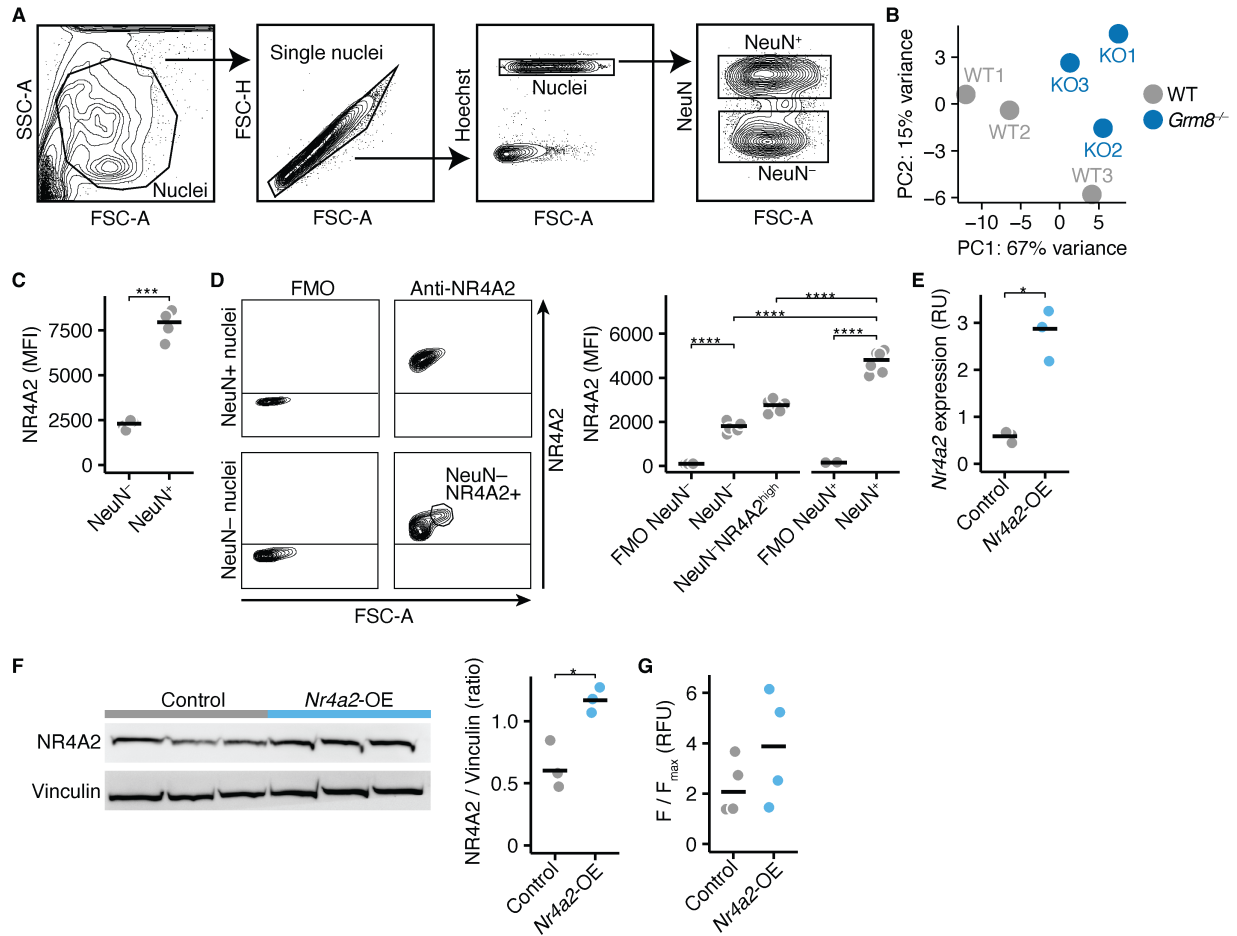 A
SSC-A
Nuclei
FSC-A
Single nuclei
FSC-H
FSC-A
Hoechst
Nuclei
FSC-A
NeuN⁺
NeuN
NeuN⁻
FSC-A
B
PC2: 15% variance
3
0
−3
−6
WT1
WT2
WT3
KO1
KO3
KO2
−10 −5 0 5
PC1: 67% variance
WT
Grm8⁻/⁻
C
NR4A2 (MFI)
7500
5000
2500
0
***
NeuN⁻
NeuN⁺
D
FMO
Anti-NR4A2
NeuN+ nuclei
NeuN– nuclei
NeuN–
NR4A2+
NR4A2
FSC-A
NR4A2 (MFI)
6000
4000
2000
0
****
****
****
****
FMO NeuN⁻
NeuN⁻
NeuN⁻NR4A2ʰⁱᵍʰ
FMO NeuN⁺
NeuN⁺
E
Nr4a2 expression (RU)
3
2
1
0
*
Control
Nr4a2-OE
F
Control
Nr4a2-OE
NR4A2
Vinculin
NR4A2 / Vinculin (ratio)
1.0
0.5
0
*
Control
Nr4a2-OE
G
F / Fmax (RFU)
6
4
2
0
Control
Nr4a2-OE